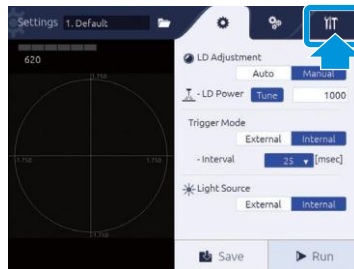 Settings 1. Default
620
1.750
1.750
1.750
1.750
LD Adjustment
Auto Manual
- LD Power Tune 1000
Trigger Mode
External Internal
- Interval 25 [msec]
Light Source
External Internal
Save Run